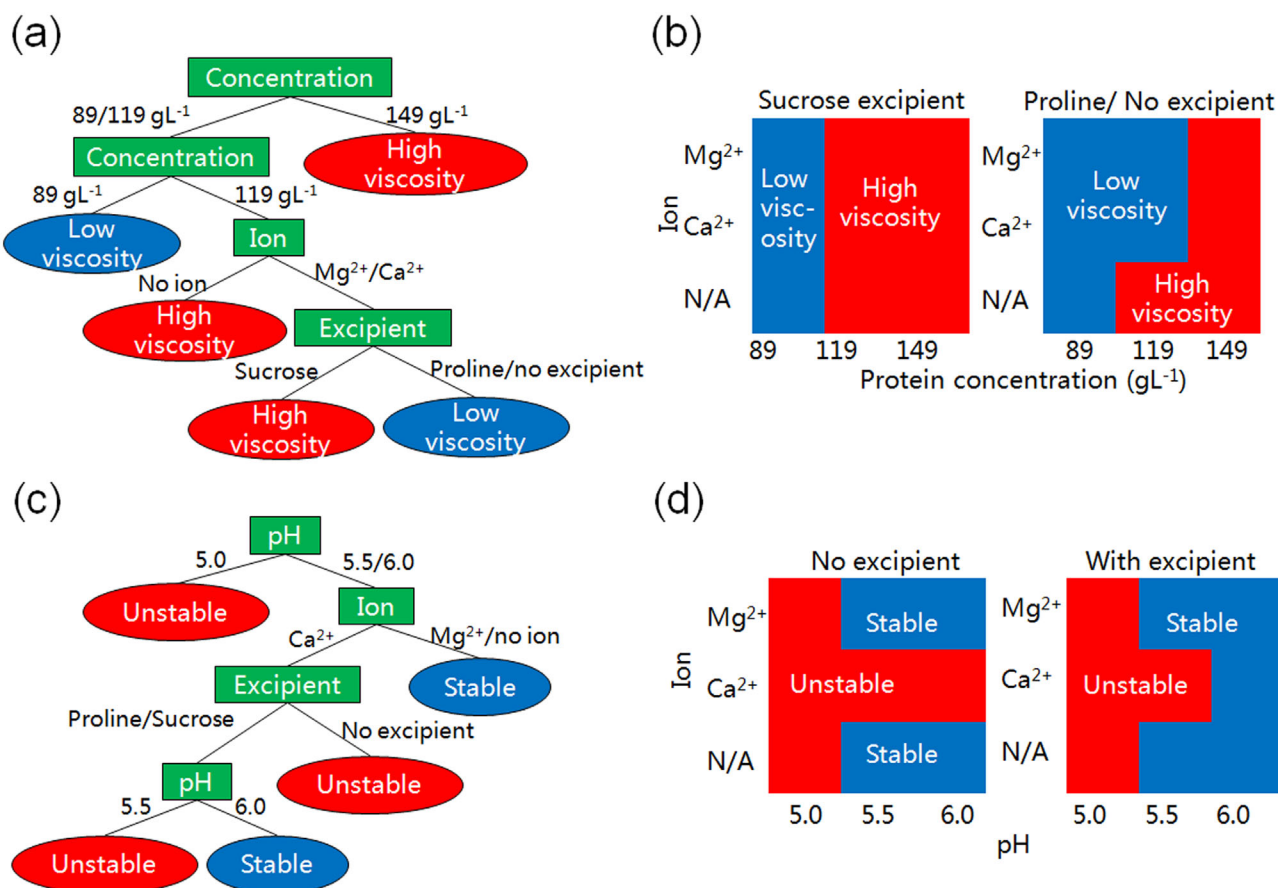 (a)
Concentration
89/119 gL⁻¹
149 gL⁻¹
Concentration
High
viscosity
89 gL⁻¹
119 gL⁻¹
Low
viscosity
Ion
No ion
Mg²⁺/Ca²⁺
High
viscosity
Excipient
Sucrose
Proline/no excipient
High
viscosity
Low
viscosity
(b)
Sucrose excipient
Proline/ No excipient
Ion
Mg²⁺
Ca²⁺
N/A
Low
visc-
osity
High
viscosity
89 119 149
Mg²⁺
Ca²⁺
N/A
Low
viscosity
High
viscosity
89 119 149
Protein concentration (gL⁻¹)
(c)
pH
5.0
5.5/6.0
Unstable
Ion
Ca²⁺
Mg²⁺/no ion
Excipient
Stable
Proline/Sucrose
No excipient
pH
Unstable
5.5
6.0
Unstable
Stable
(d)
No excipient
With excipient
Ion
Mg²⁺
Ca²⁺
N/A
Stable
Unstable
Stable
5.0 5.5 6.0
Mg²⁺
Ca²⁺
N/A
Stable
Unstable
5.0 5.5 6.0
pH